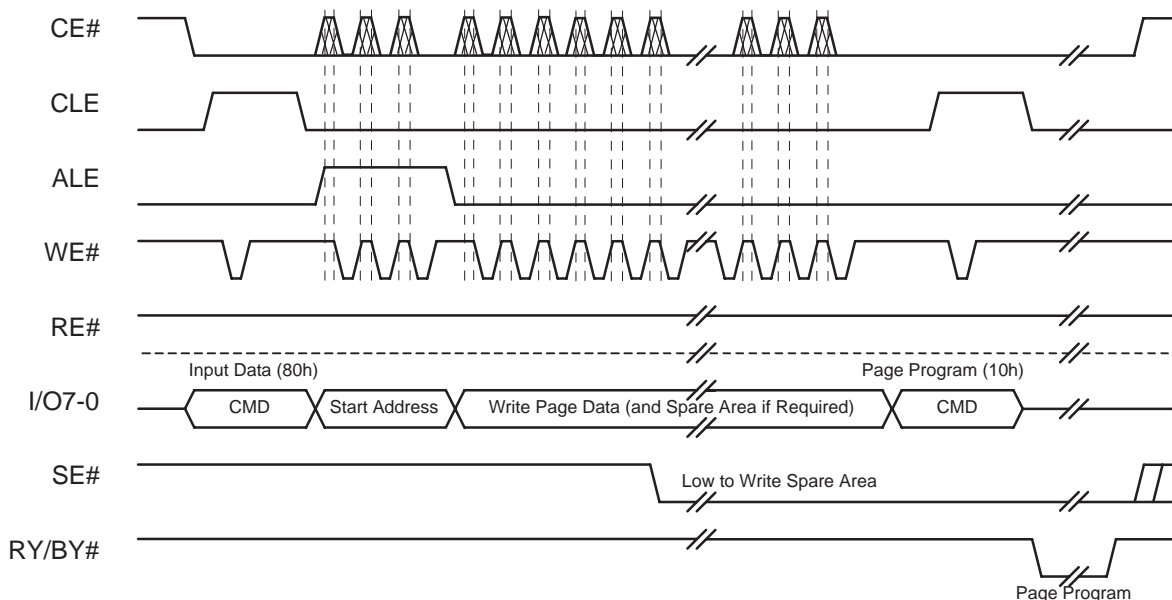 CE#
CLE
ALE
WE#
RE#
Input Data (80h) Page Program (10h)
I/O7-0 CMD Start Address Write Page Data (and Spare Area if Required) CMD
SE# Low to Write Spare Area
RY/BY#
Page Program